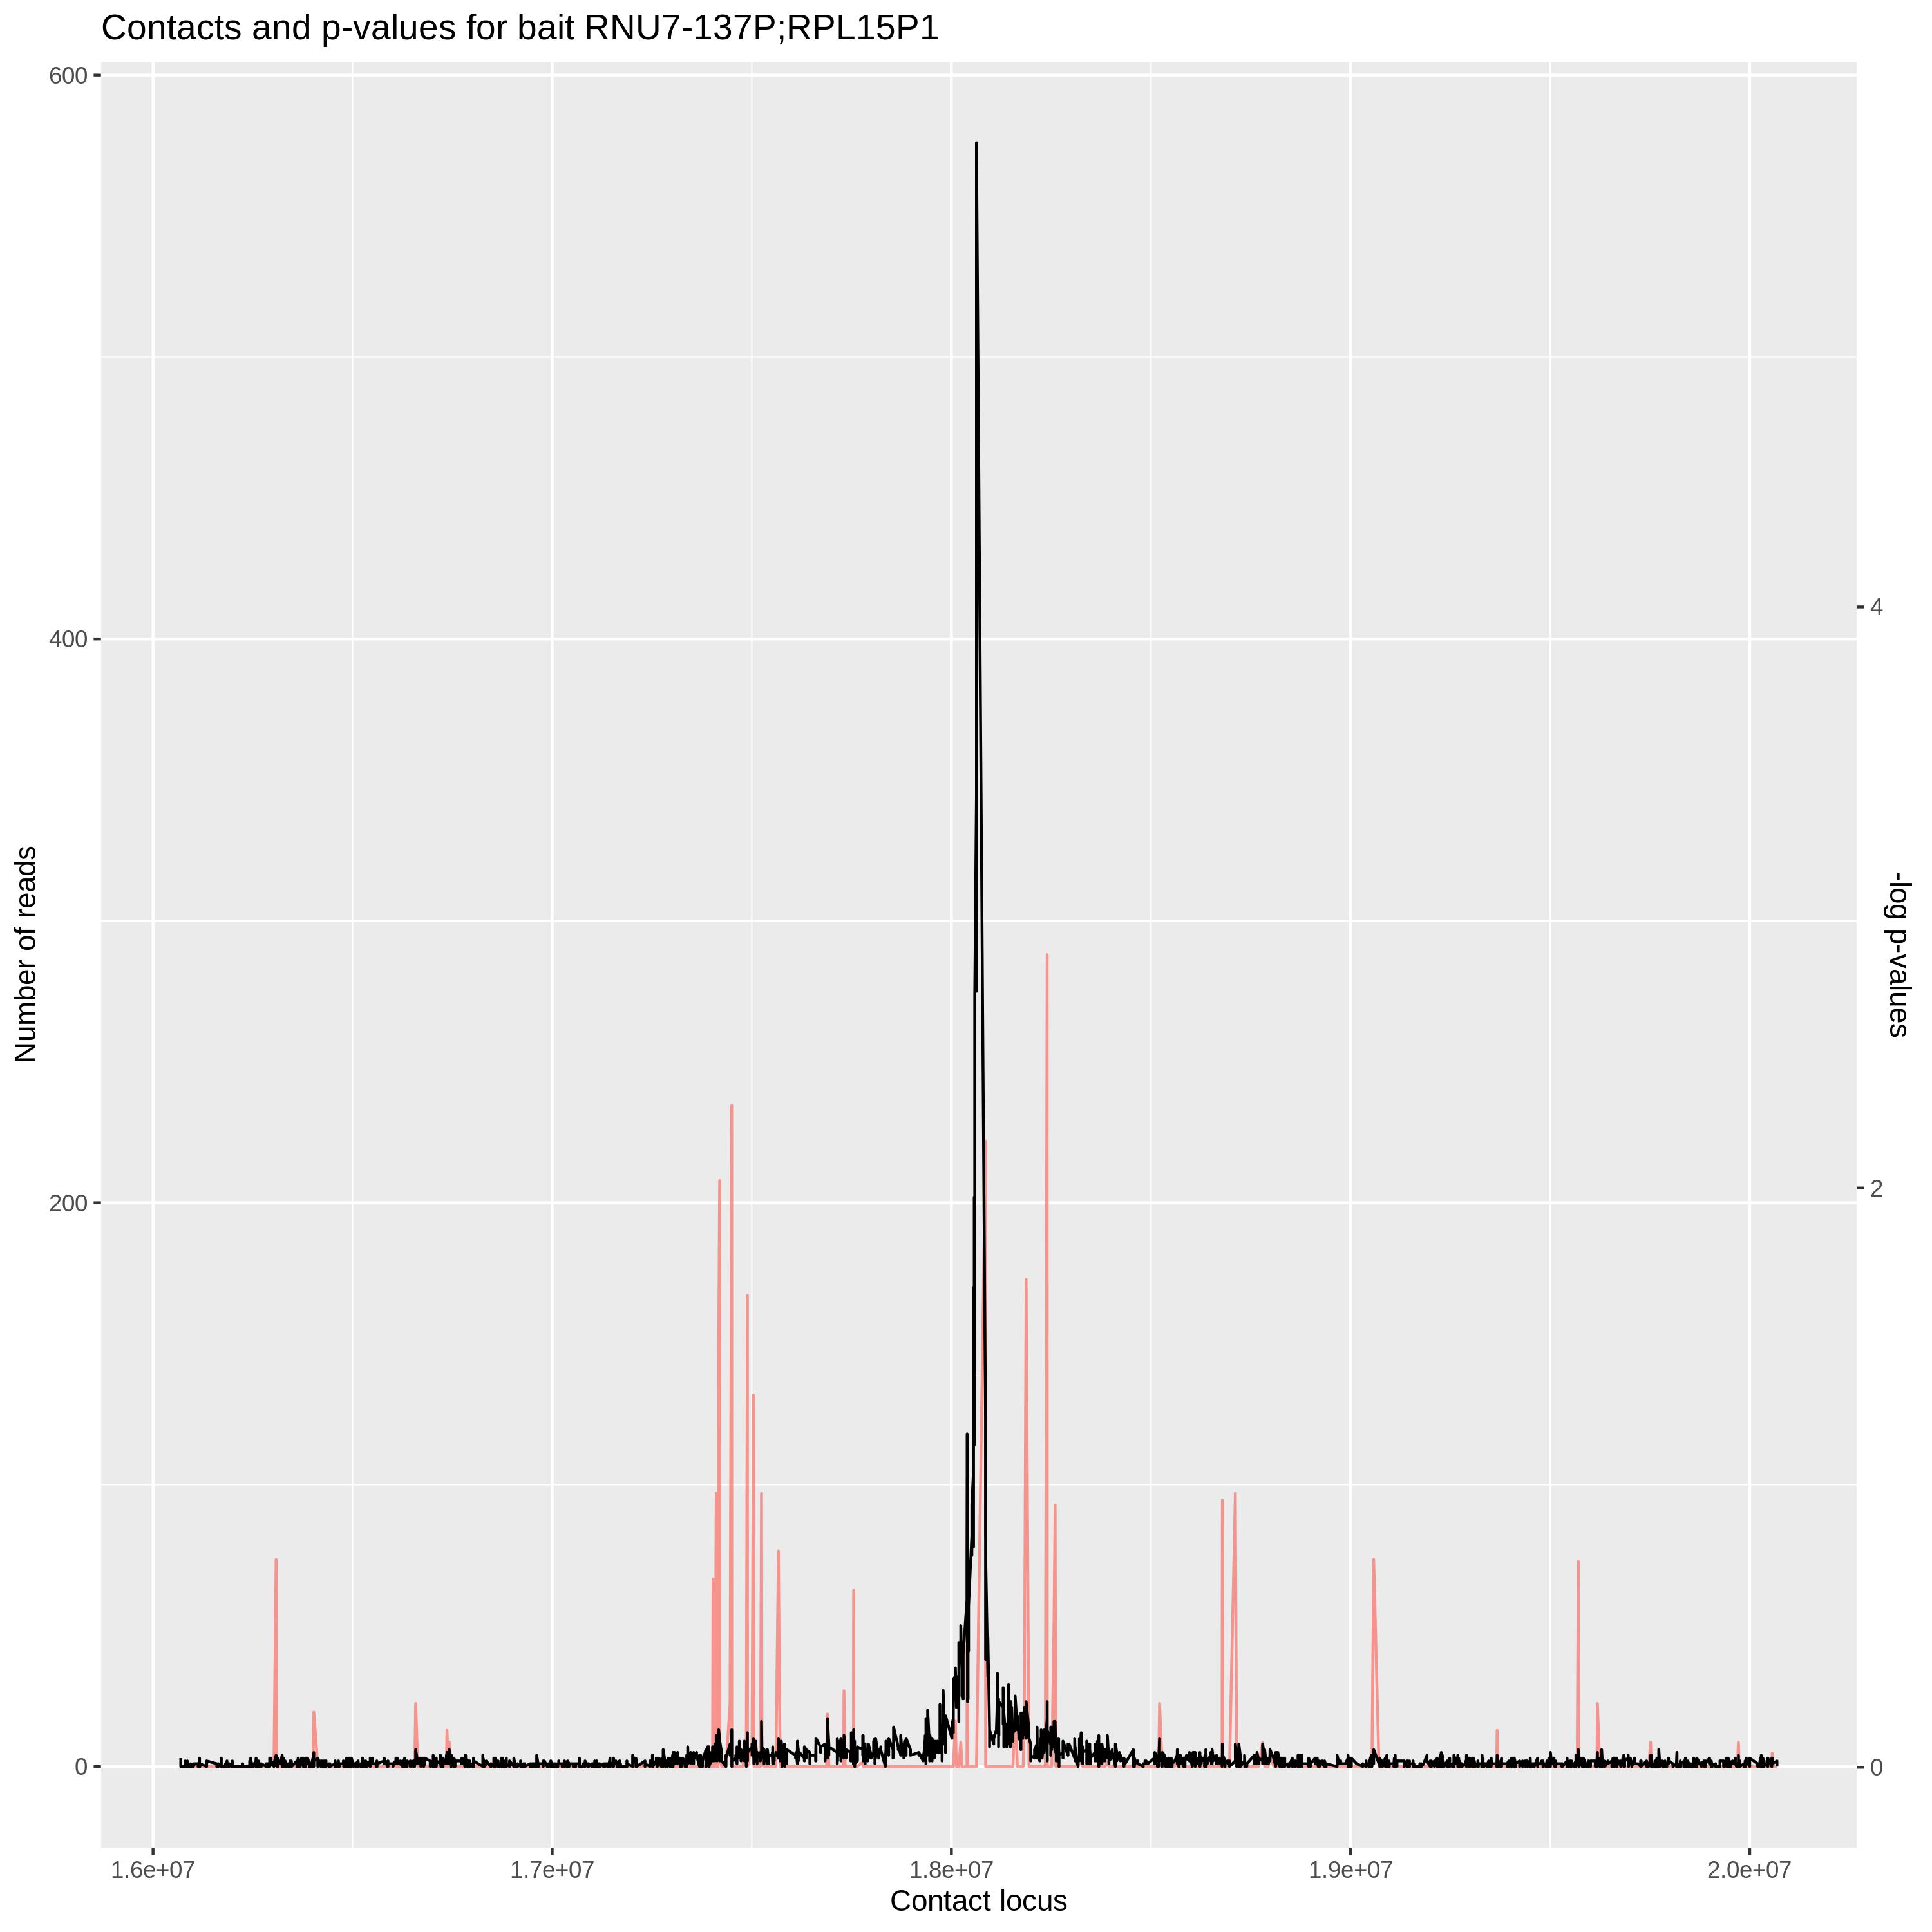 Contacts and p-values for bait RNU7-137P;RPL15P1
600
400
200
0
Number of reads
4
2
0
-log p-values
1.6e+07
1.7e+07
1.8e+07
1.9e+07
2.0e+07
Contact locus